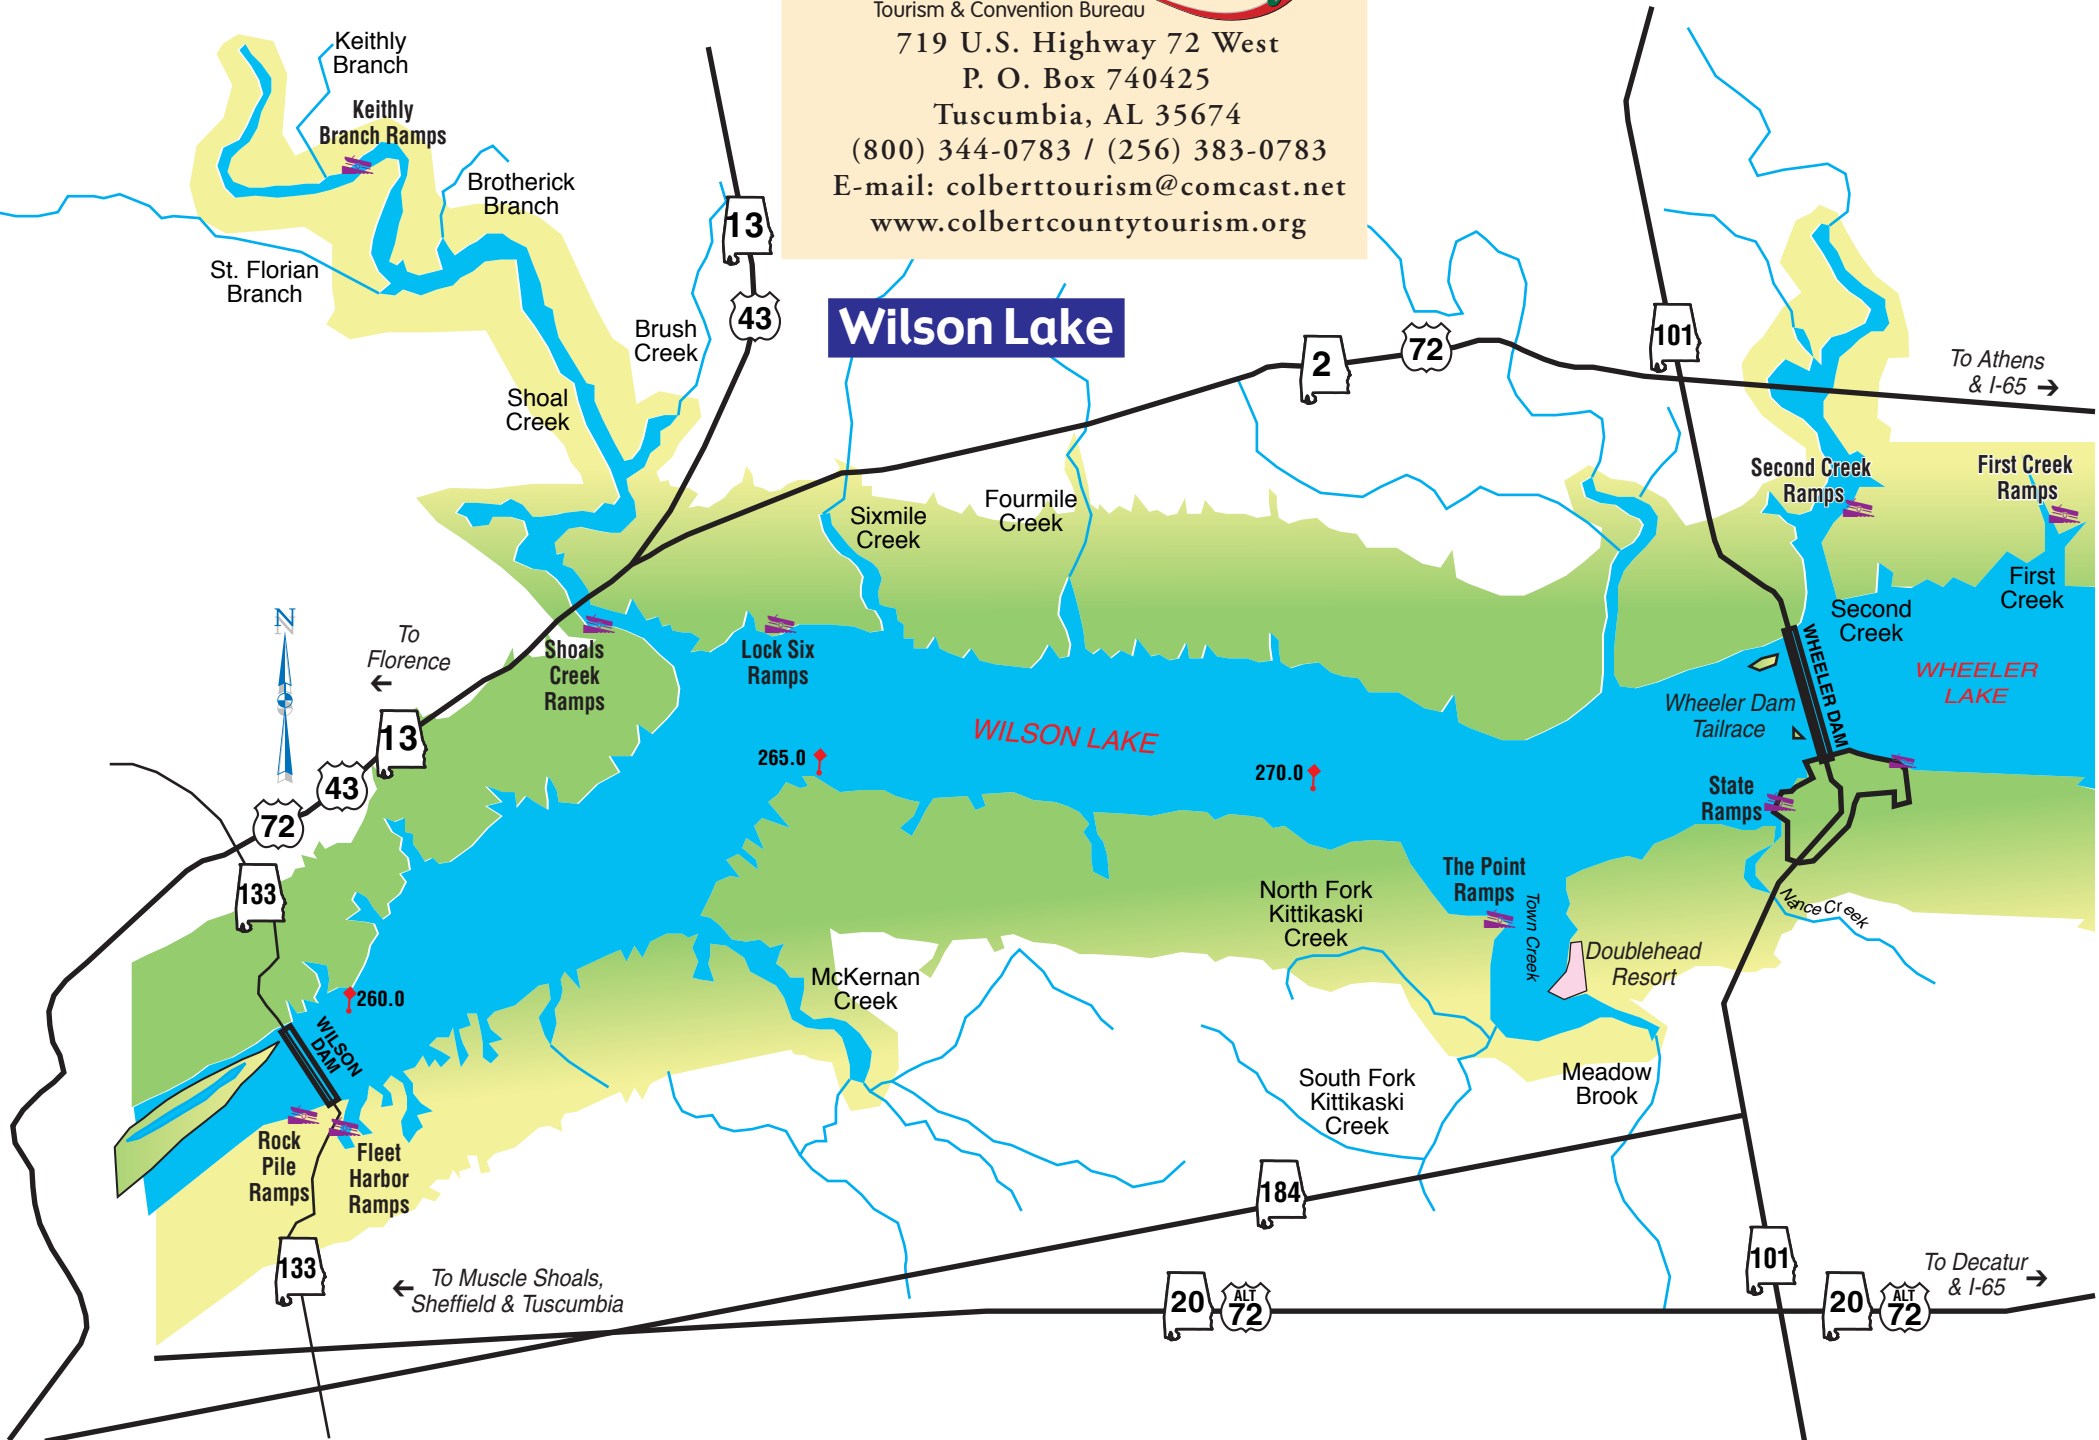 Tourism & Convention Bureau
719 U.S. Highway 72 West
P. O. Box 740425
Tuscumbia, AL 35674
(800) 344-0783 / (256) 383-0783
E-mail: colberttourism@comcast.net
www.colbertcountytourism.org
Wilson Lake
Keithly
Branch
Keithly
Branch Ramps
Brotherick
Branch
St. Florian
Branch
13
43
Brush
Creek
Shoal
Creek
2
72
101
To Athens
& I-65
Second Creek
Ramps
First Creek
Ramps
Sixmile
Creek
Fourmile
Creek
First
Creek
Second
Creek
N
To
Florence
Shoals
Creek
Ramps
Lock Six
Ramps
WHEELER DAM
WHEELER
LAKE
Wheeler Dam
Tailrace
WILSON LAKE
13
43
72
265.0
270.0
State
Ramps
133
The Point
Ramps
Town Creek
North Fork
Kittikaski
Creek
Nance Creek
Doublehead
Resort
McKernan
Creek
260.0
WILSON
DAM
South Fork
Kittikaski
Creek
Meadow
Brook
Rock
Pile
Ramps
Fleet
Harbor
Ramps
184
133
101
To Muscle Shoals,
Sheffield & Tuscumbia
20
ALT
72
20
ALT
72
To Decatur
& I-65